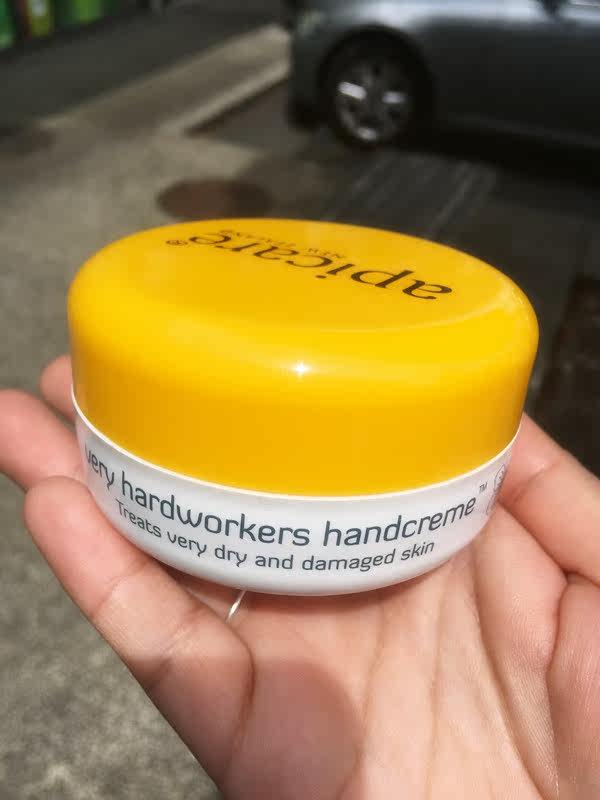 apicare®
NEW ZEALAND
very hardworkers handcreme™
Treats very dry and damaged skin